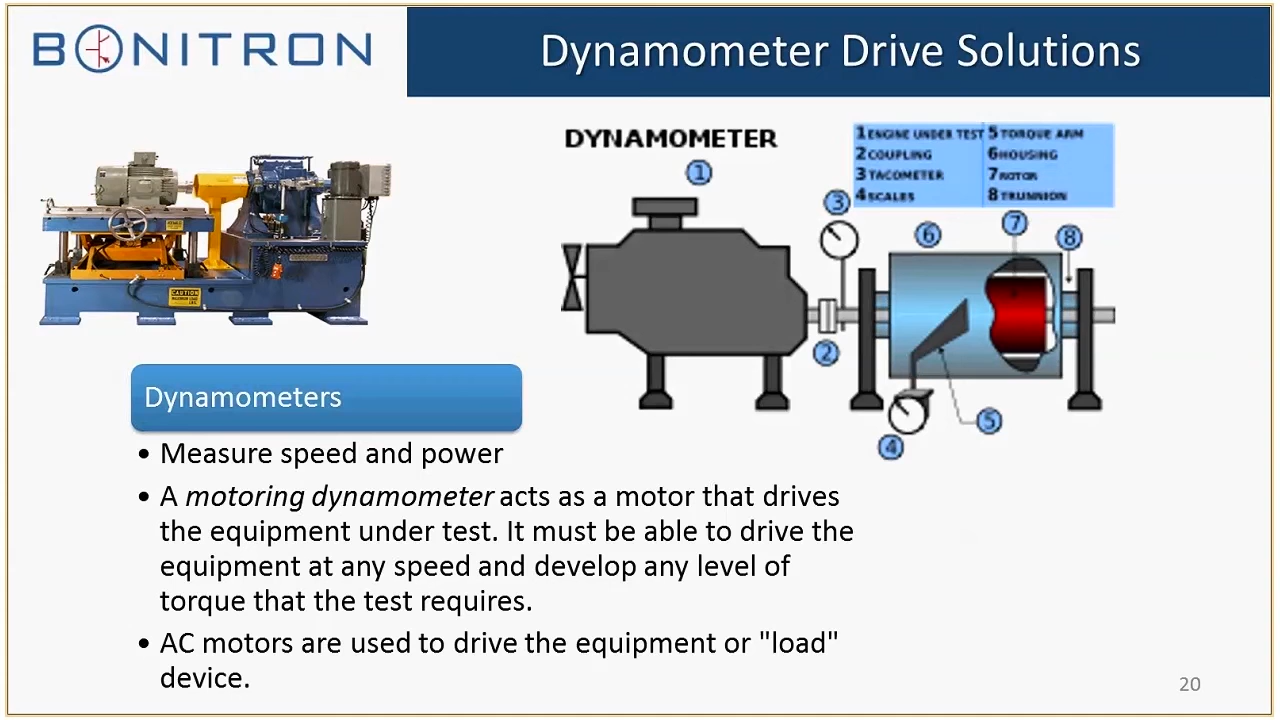 BONITRON
Dynamometer Drive Solutions
DYNAMOMETER
1 ENGINE UNDER TEST 5 TORQUE ARM
2 COUPLING 6 HOUSING
3 TACOMETER 7 ROTOR
4 SCALES 8 TRUNNION
1
3
7
6
8
2
5
4
CAUTION
Dynamometers
• Measure speed and power
• A motoring dynamometer acts as a motor that drives
the equipment under test. It must be able to drive the
equipment at any speed and develop any level of
torque that the test requires.
• AC motors are used to drive the equipment or "load"
device.
20